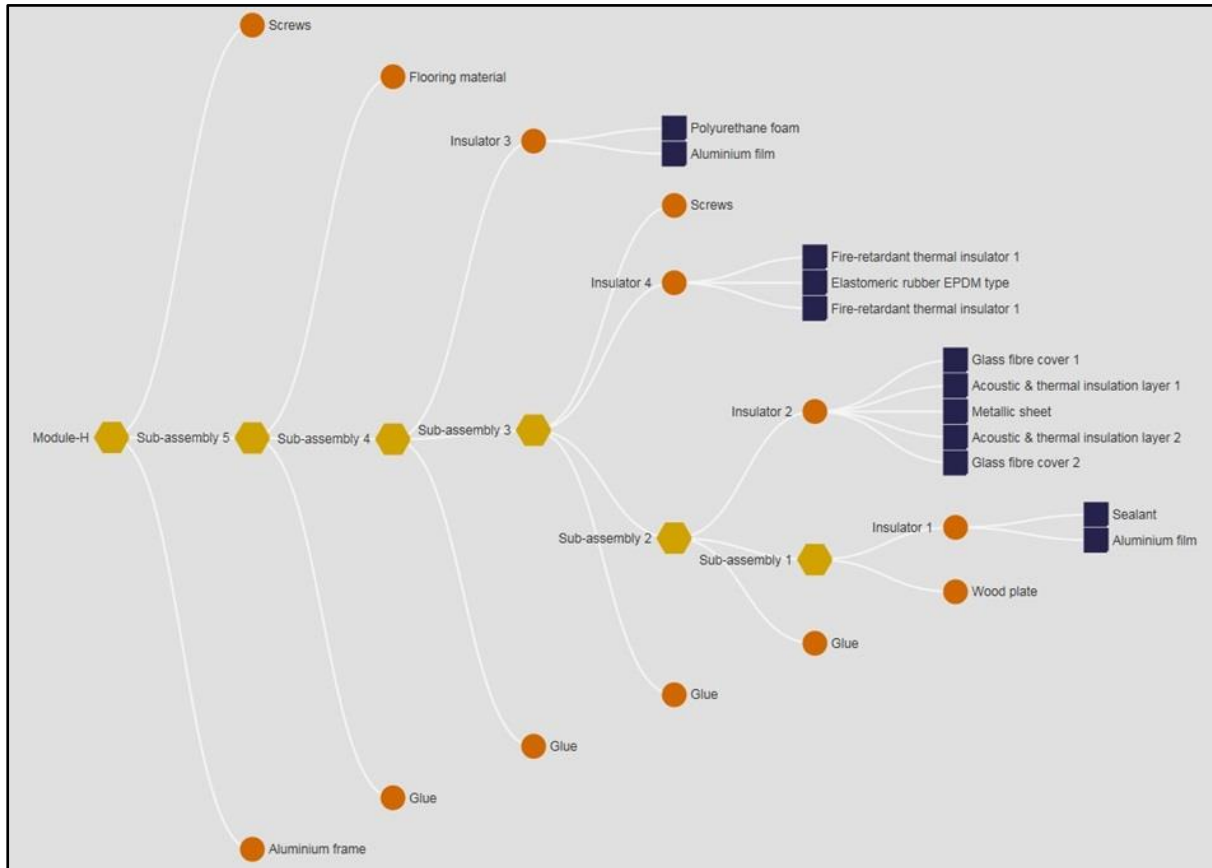 Screws
Flooring material
Polyurethane foam
Insulator 3
Aluminium film
Screws
Fire-retardant thermal insulator 1
Insulator 4
Elastomeric rubber EPDM type
Fire-retardant thermal insulator 1
Glass fibre cover 1
Acoustic & thermal insulation layer 1
Insulator 2
Metallic sheet
Acoustic & thermal insulation layer 2
Glass fibre cover 2
Module-H
Sub-assembly 5
Sub-assembly 4
Sub-assembly 3
Sealant
Insulator 1
Aluminium film
Sub-assembly 2
Sub-assembly 1
Wood plate
Glue
Glue
Glue
Glue
Aluminium frame